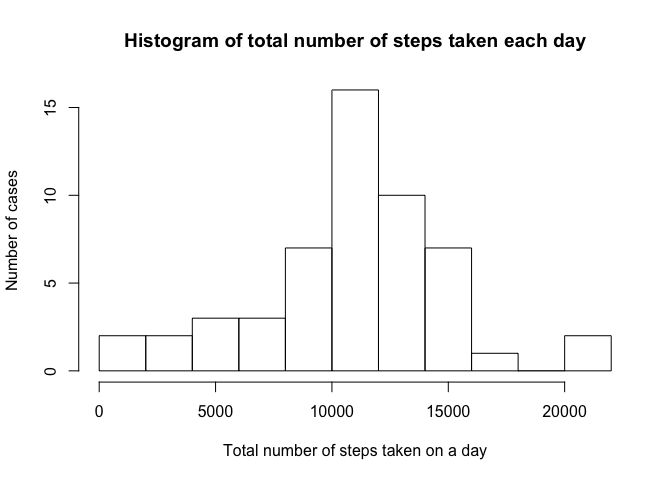 Histogram of total number of steps taken each day
Number of cases
15
10
5
0
0 5000 10000 15000 20000
Total number of steps taken on a day